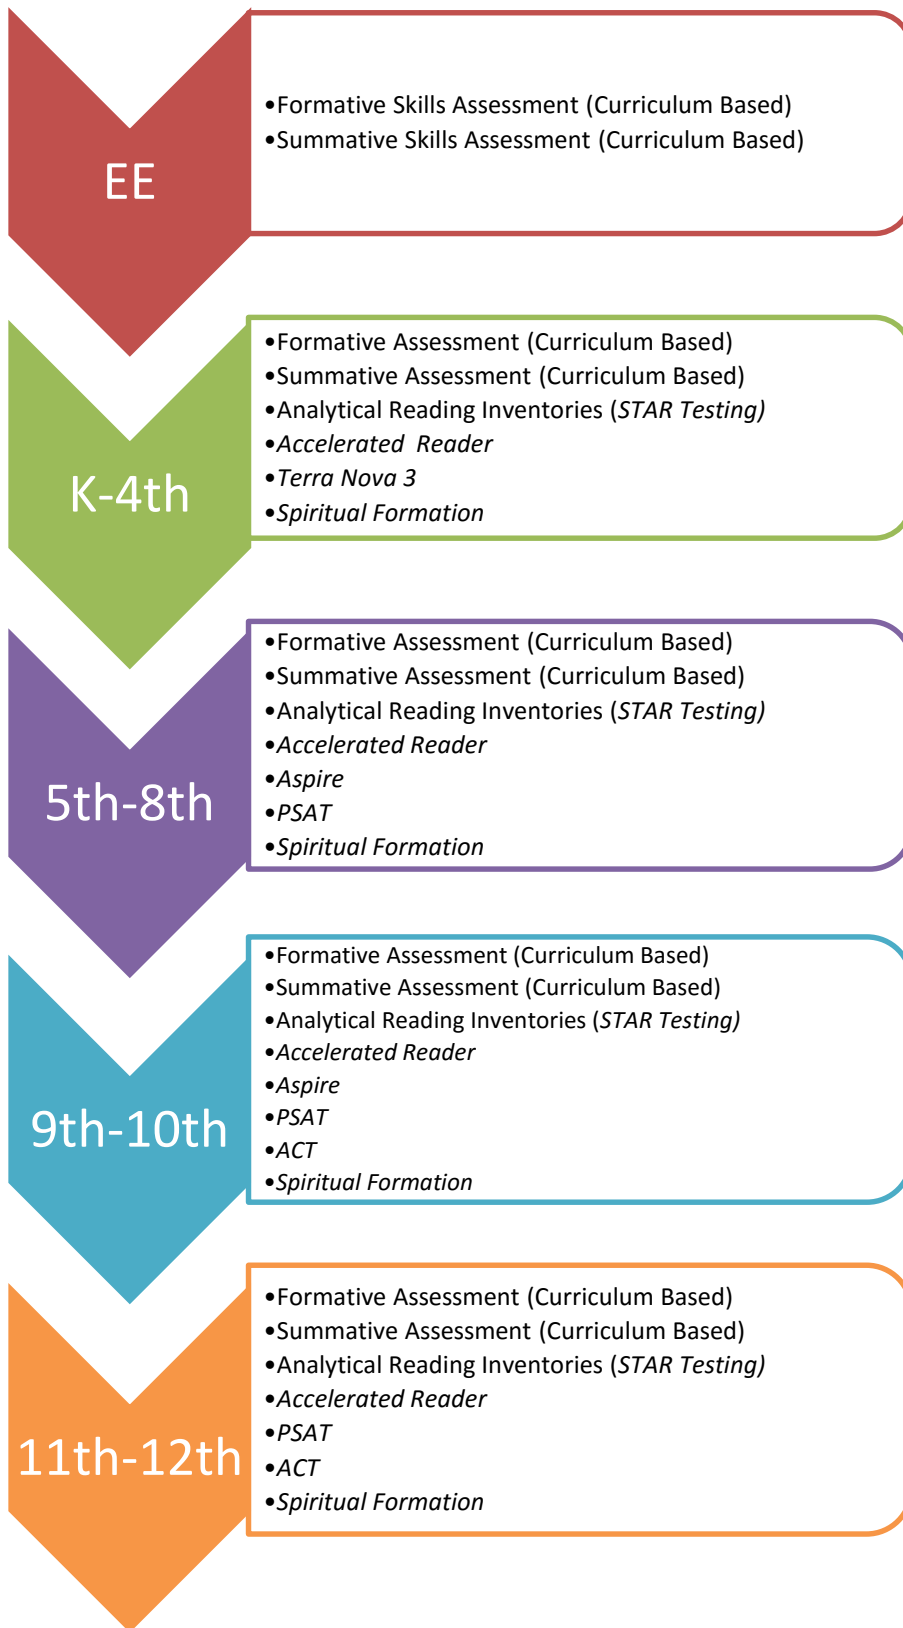 EE
•Formative Skills Assessment (Curriculum Based)
•Summative Skills Assessment (Curriculum Based)
K-4th
•Formative Assessment (Curriculum Based)
•Summative Assessment (Curriculum Based)
•Analytical Reading Inventories (STAR Testing)
•Accelerated Reader
•Terra Nova 3
•Spiritual Formation
5th-8th
•Formative Assessment (Curriculum Based)
•Summative Assessment (Curriculum Based)
•Analytical Reading Inventories (STAR Testing)
•Accelerated Reader
•Aspire
•PSAT
•Spiritual Formation
9th-10th
•Formative Assessment (Curriculum Based)
•Summative Assessment (Curriculum Based)
•Analytical Reading Inventories (STAR Testing)
•Accelerated Reader
•Aspire
•PSAT
•ACT
•Spiritual Formation
11th-12th
•Formative Assessment (Curriculum Based)
•Summative Assessment (Curriculum Based)
•Analytical Reading Inventories (STAR Testing)
•Accelerated Reader
•PSAT
•ACT
•Spiritual Formation